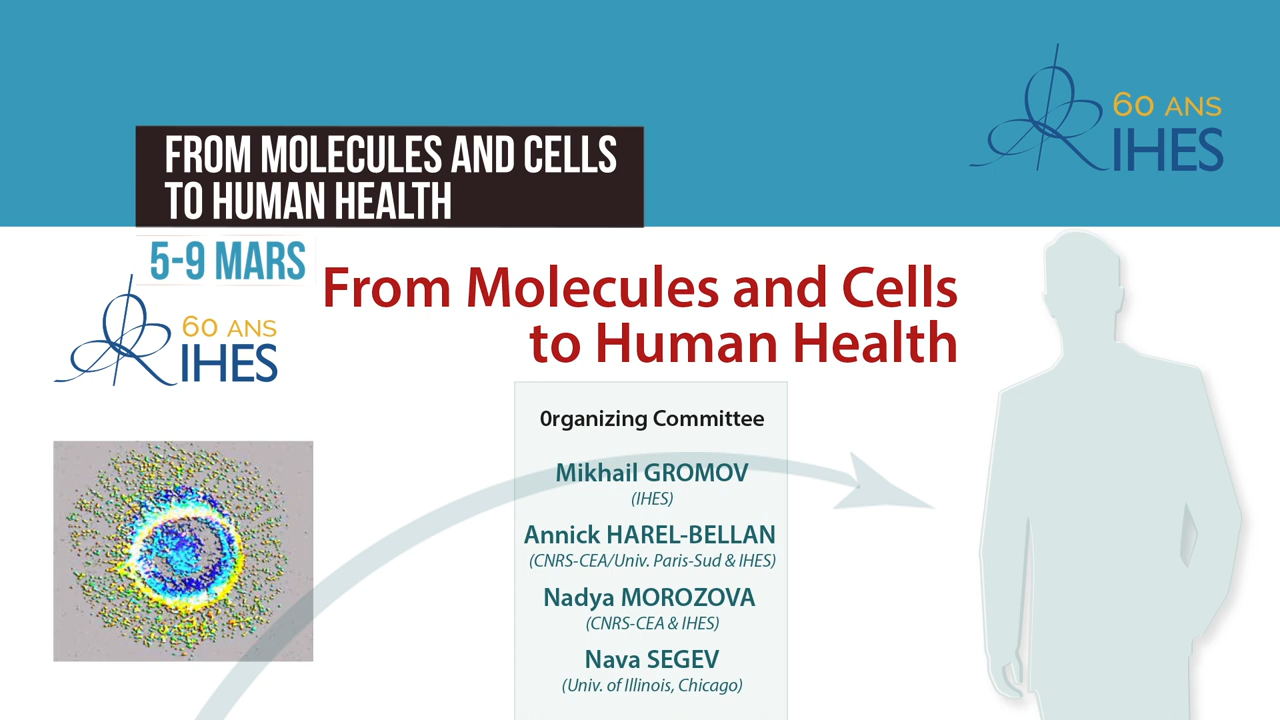 60 ANS
IHES
FROM MOLECULES AND CELLS
TO HUMAN HEALTH
5-9 MARS
60 ANS
IHES
From Molecules and Cells
to Human Health
0rganizing Committee
Mikhail GROMOV
(IHES)
Annick HAREL-BELLAN
(CNRS-CEA/Univ. Paris-Sud & IHES)
Nadya MOROZOVA
(CNRS-CEA & IHES)
Nava SEGEV
(Univ. of Illinois, Chicago)